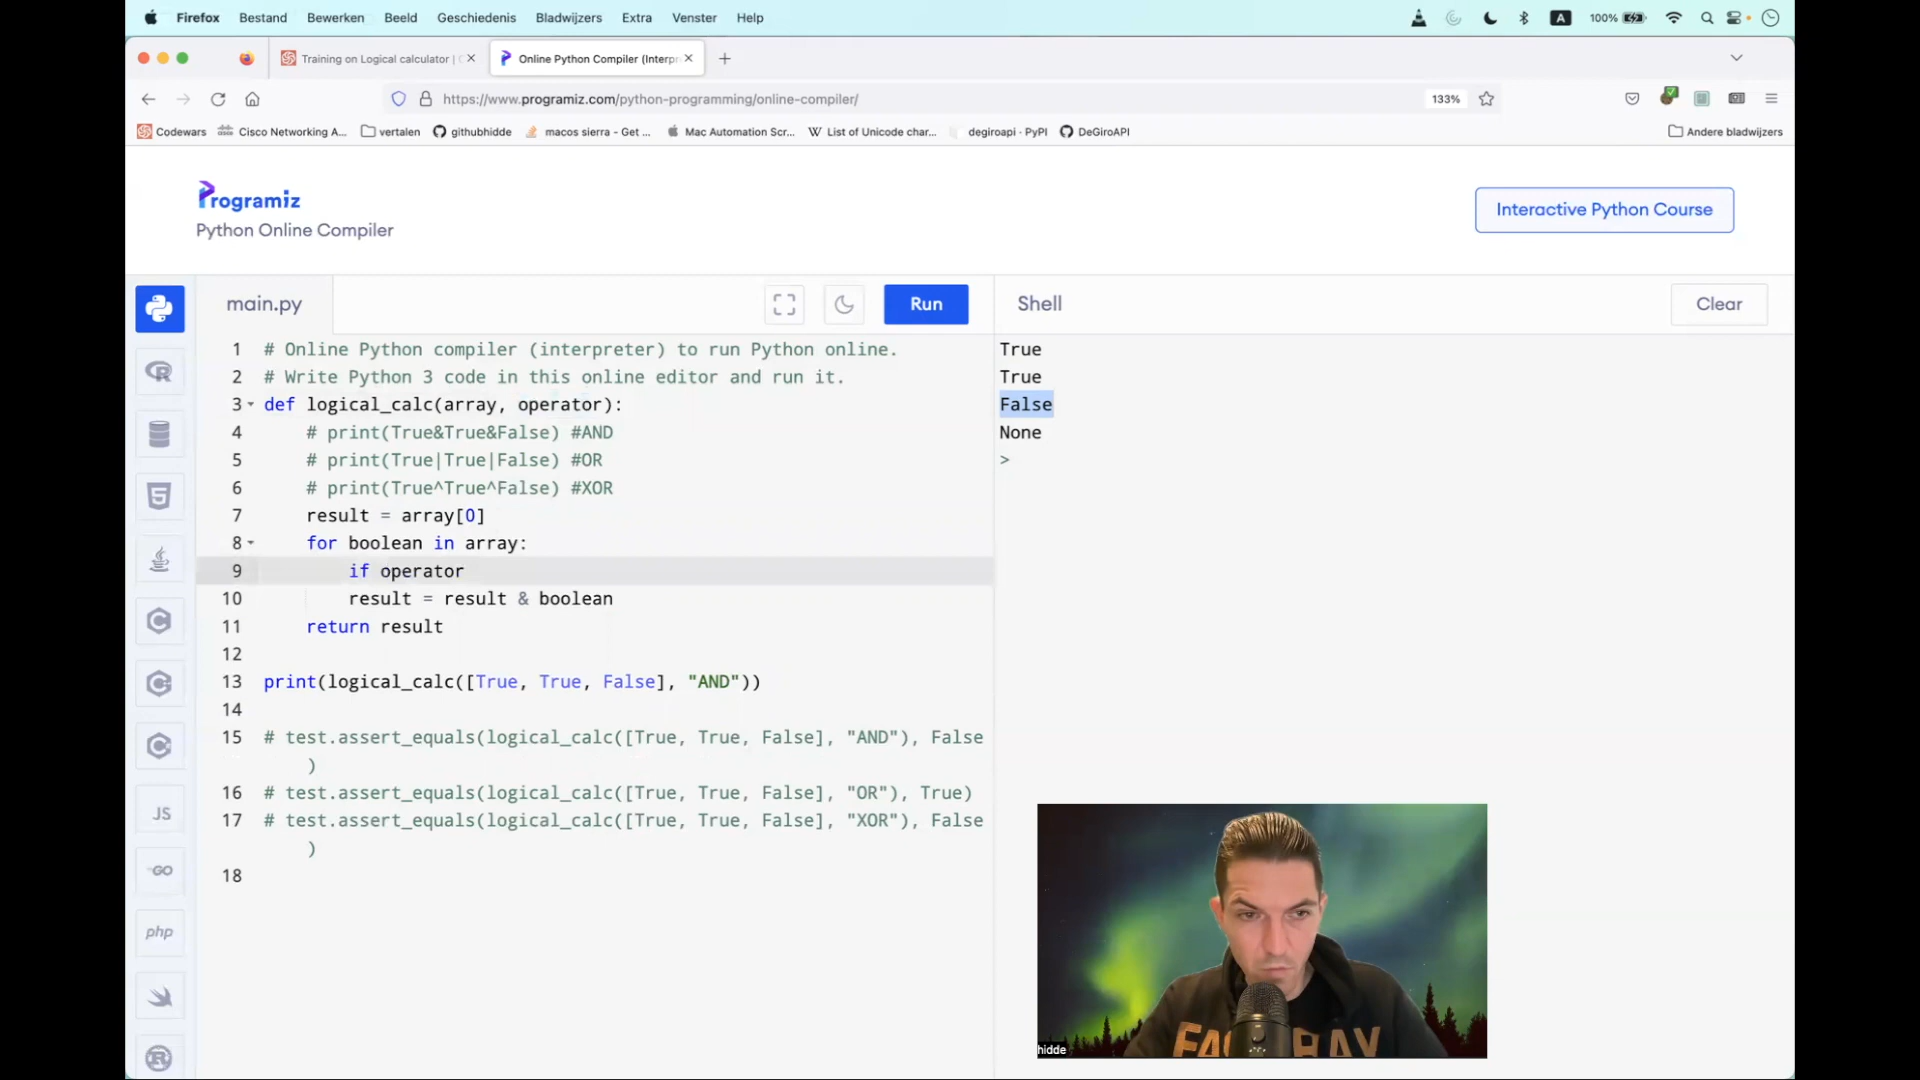 Firefox Bestand Bewerken Beeld Geschiedenis Bladwijzers Extra Venster Help A 100%
Training on Logical calculator | Online Python Compiler (Interpr
https://www.programiz.com/python-programming/online-compiler/ 133%
Codewars Cisco Networking A... vertalen githubhidde macos sierra - Get ... Mac Automation Scr... List of Unicode char... degiroapi · PyPI DeGiroAPI Andere bladwijzers
Programiz
Python Online Compiler
Interactive Python Course
main.py Run Shell Clear
1 # Online Python compiler (interpreter) to run Python online.
2 # Write Python 3 code in this online editor and run it.
3 def logical_calc(array, operator):
4 # print(True&True&False) #AND
5 # print(True|True|False) #OR
6 # print(True^True^False) #XOR
7 result = array[0]
8 for boolean in array:
9 if operator
10 result = result & boolean
11 return result
12
13 print(logical_calc([True, True, False], "AND"))
14
15 # test.assert_equals(logical_calc([True, True, False], "AND"), False
)
16 # test.assert_equals(logical_calc([True, True, False], "OR"), True)
17 # test.assert_equals(logical_calc([True, True, False], "XOR"), False
)
18
True
True
False
None
>
JS
GO
php
hidde